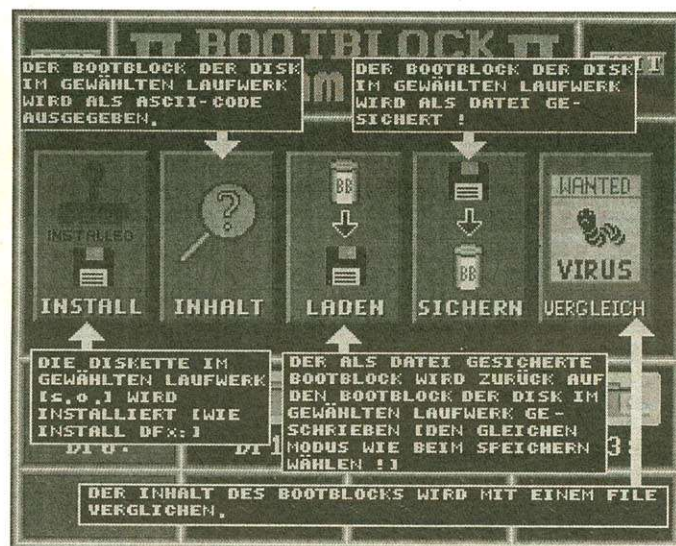 II BOOTBLOCK II
DER BOOTBLOCK DER DISK
IM GEWÄHLTEN LAUFWERK
WIRD ALS ASCII-CODE
AUSGEGEBEN.
DER BOOTBLOCK DER DISK
IM GEWÄHLTEN LAUFWERK
WIRD ALS DATEI GE-
SICHERT !
INSTALLED
INSTALL
?
INHALT
BB
LADEN
BB
SICHERN
WANTED
VIRUS
VERGLEICH
DIE DISKETTE IM
GEWÄHLTEN LAUFWERK
[s.o.] WIRD
INSTALLIERT [WIE
INSTALL DFx:]
DER ALS DATEI GESICHERTE
BOOTBLOCK WIRD ZURÜCK AUF
DEN BOOTBLOCK DER DISK IM
GEWÄHLTEN LAUFWERK GE-
SCHRIEBEN [DEN GLEICHEN
MODUS WIE BEIM SPEICHERN
WÄHLEN !]
DER INHALT DES BOOTBLOCKS WIRD MIT EINEM FILE
VERGLICHEN.